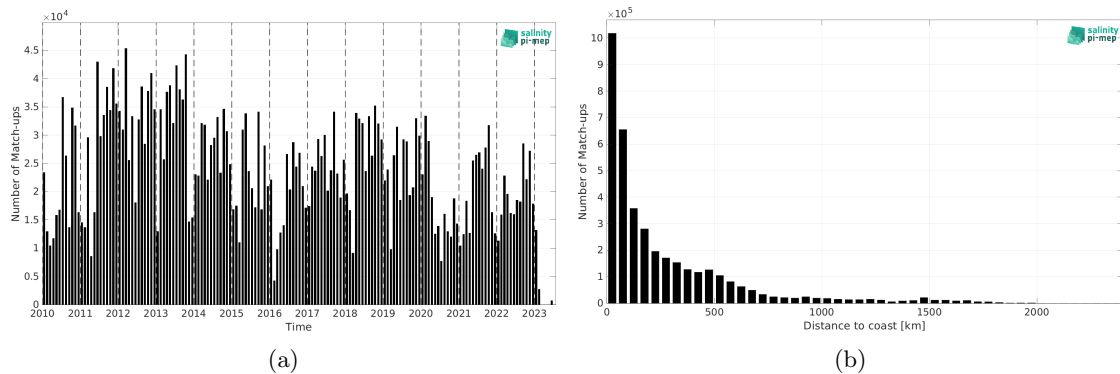 ×10⁴
4.5
4
3.5
3
2.5
2
1.5
1
0.5
0
Number of Match-ups
2010 2011 2012 2013 2014 2015 2016 2017 2018 2019 2020 2021 2022 2023
Time
salinity
pi-mep
(a)
×10⁵
10
9
8
7
6
5
4
3
2
1
0
Number of Match-ups
0 500 1000 1500 2000
Distance to coast [km]
salinity
pi-mep
(b)